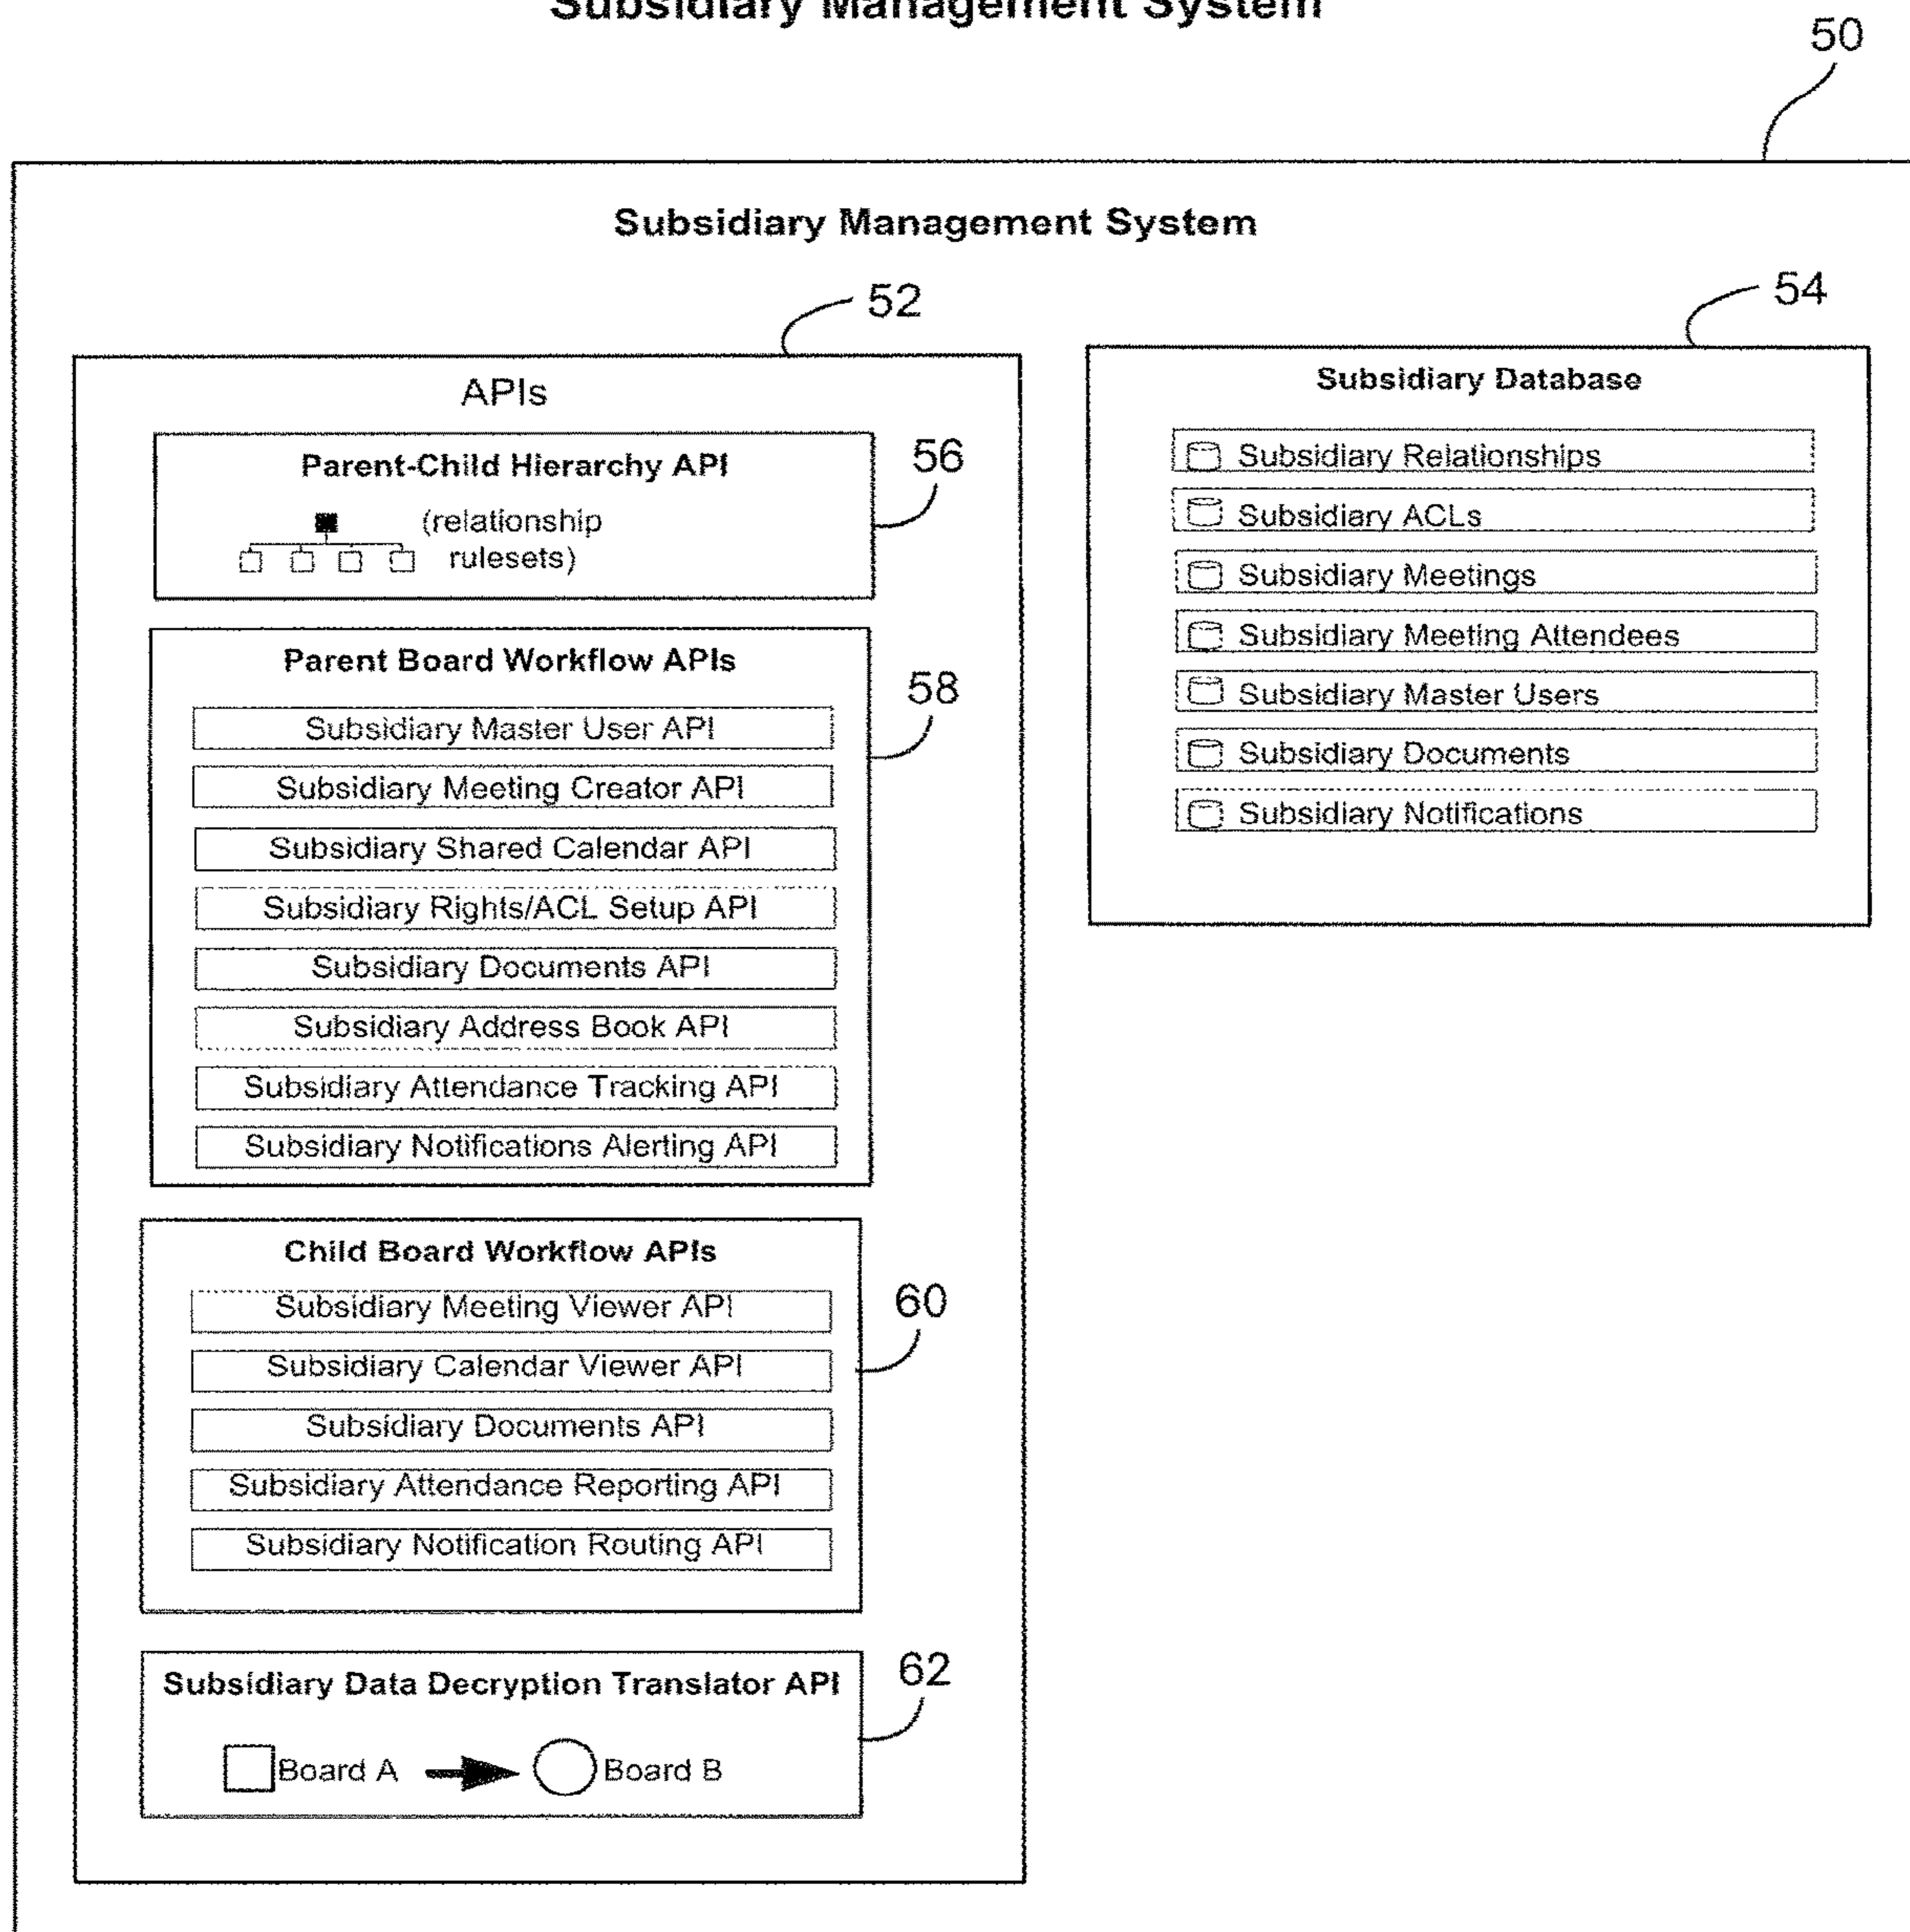 Subsidiary Management System
50
Subsidiary Management System
52
54
APIs
Parent-Child Hierarchy API
56
(relationship
rulesets)
Parent Board Workflow APIs
58
Subsidiary Master User API
Subsidiary Meeting Creator API
Subsidiary Shared Calendar API
Subsidiary Rights/ACL Setup API
Subsidiary Documents API
Subsidiary Address Book API
Subsidiary Attendance Tracking API
Subsidiary Notifications Alerting API
Child Board Workflow APIs
60
Subsidiary Meeting Viewer API
Subsidiary Calendar Viewer API
Subsidiary Documents API
Subsidiary Attendance Reporting API
Subsidiary Notification Routing API
62
Subsidiary Data Decryption Translator API
Board A
Board B
Subsidiary Database
Subsidiary Relationships
Subsidiary ACLs
Subsidiary Meetings
Subsidiary Meeting Attendees
Subsidiary Master Users
Subsidiary Documents
Subsidiary Notifications